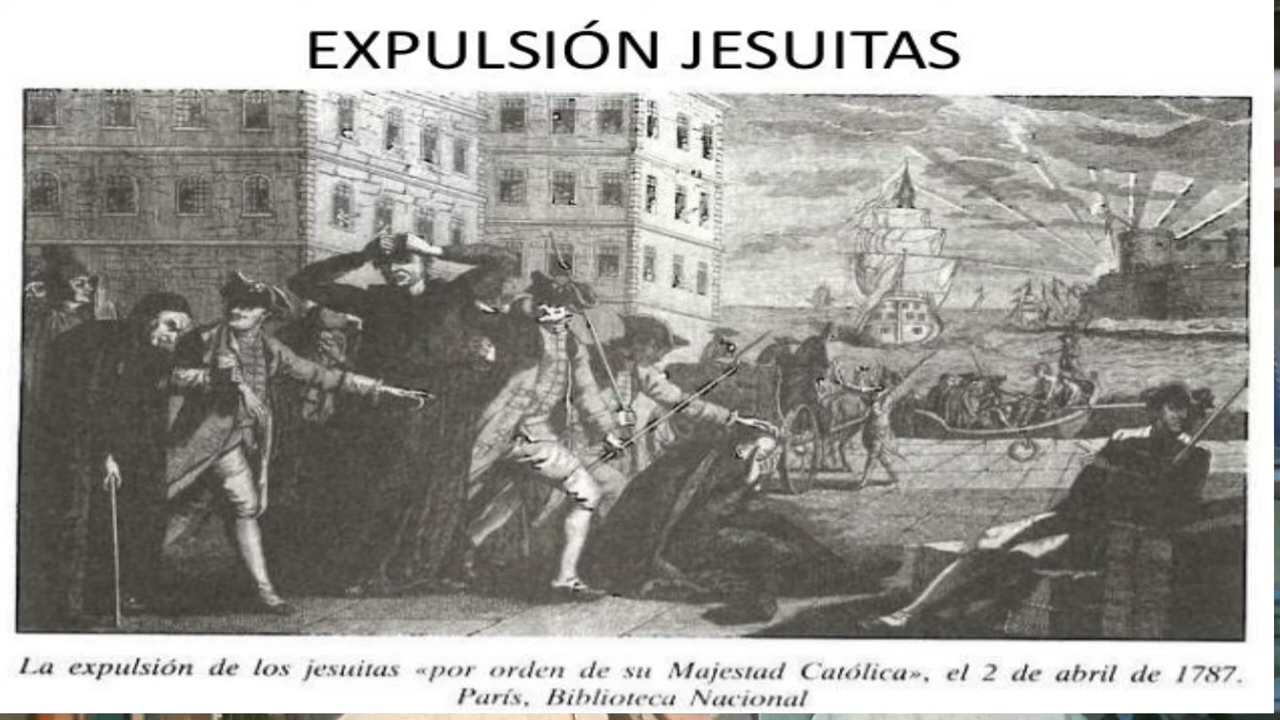 EXPULSIÓN JESUITAS
La expulsión de los jesuitas «por orden de su Majestad Católica», el 2 de abril de 1787.
París, Biblioteca Nacional